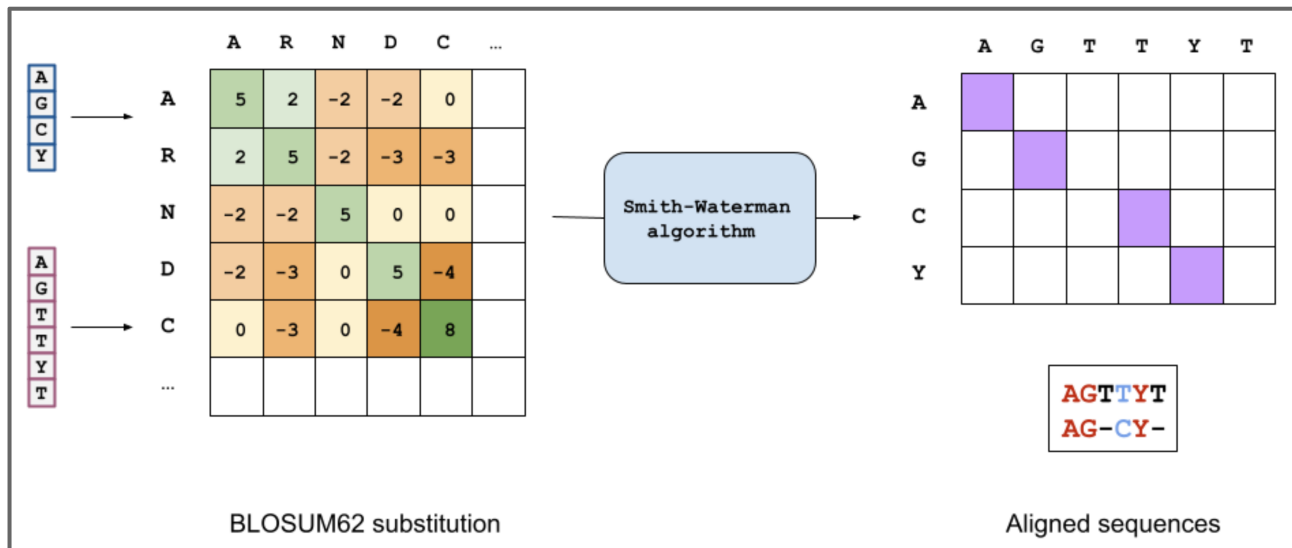 A R N D C …
A G C Y
A 5 2 -2 -2 0
R 2 5 -2 -3 -3
N -2 -2 5 0 0
D -2 -3 0 5 -4
C 0 -3 0 -4 8
…
A G T T Y T
BLOSUM62 substitution
Smith-Waterman
algorithm
A G T T Y T
A
G
C
Y
AGTTYT
AG-CY-
Aligned sequences